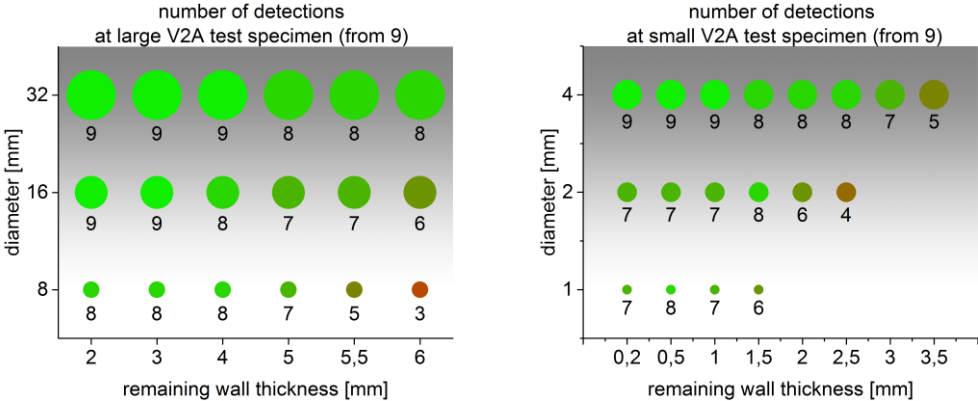 number of detections
at large V2A test specimen (from 9)
32
9 9 9 8 8 8
16
9 9 8 7 7 6
8
8 8 8 7 5 3
2 3 4 5 5,5 6
diameter [mm]
remaining wall thickness [mm]
number of detections
at small V2A test specimen (from 9)
4
9 9 9 8 8 8 7 5
2
7 7 7 8 6 4
1
7 8 7 6
0,2 0,5 1 1,5 2 2,5 3 3,5
diameter [mm]
remaining wall thickness [mm]